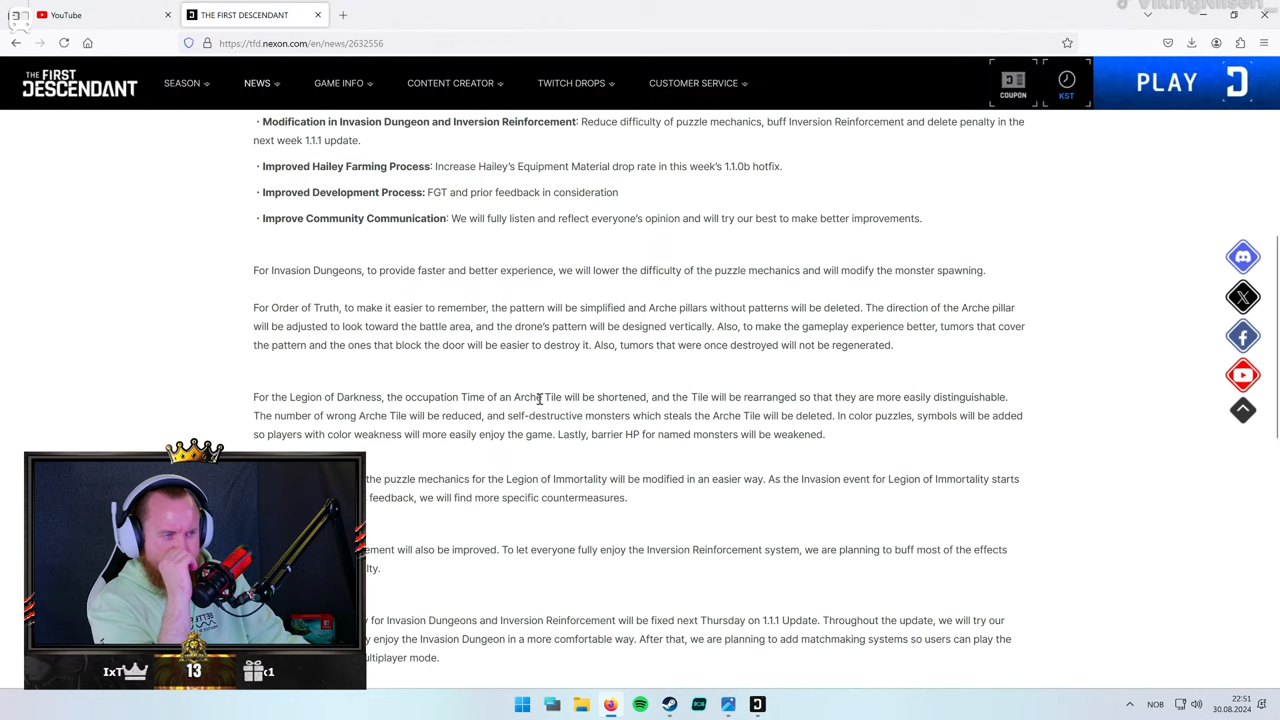 VikingNilsen
YouTube
THE FIRST DESCENDANT
https://tfd.nexon.com/en/news/2632556
THE FIRST DESCENDANT
SEASON
NEWS
GAME INFO
CONTENT CREATOR
TWITCH DROPS
CUSTOMER SERVICE
COUPON
KST
PLAY
· Modification in Invasion Dungeon and Inversion Reinforcement: Reduce difficulty of puzzle mechanics, buff Inversion Reinforcement and delete penalty in the
next week 1.1.1 update.
· Improved Hailey Farming Process: Increase Hailey's Equipment Material drop rate in this week's 1.1.0b hotfix.
· Improved Development Process: FGT and prior feedback in consideration
· Improve Community Communication: We will fully listen and reflect everyone's opinion and will try our best to make better improvements.
For Invasion Dungeons, to provide faster and better experience, we will lower the difficulty of the puzzle mechanics and will modify the monster spawning.
For Order of Truth, to make it easier to remember, the pattern will be simplified and Arche pillars without patterns will be deleted. The direction of the Arche pillar
will be adjusted to look toward the battle area, and the drone's pattern will be designed vertically. Also, to make the gameplay experience better, tumors that cover
the pattern and the ones that block the door will be easier to destroy it. Also, tumors that were once destroyed will not be regenerated.
For the Legion of Darkness, the occupation Time of an Arche Tile will be shortened, and the Tile will be rearranged so that they are more easily distinguishable.
The number of wrong Arche Tile will be reduced, and self-destructive monsters which steals the Arche Tile will be deleted. In color puzzles, symbols will be added
so players with color weakness will more easily enjoy the game. Lastly, barrier HP for named monsters will be weakened.
the puzzle mechanics for the Legion of Immortality will be modified in an easier way. As the Invasion event for Legion of Immortality starts
feedback, we will find more specific countermeasures.
ement will also be improved. To let everyone fully enjoy the Inversion Reinforcement system, we are planning to buff most of the effects
lty.
y for Invasion Dungeons and Inversion Reinforcement will be fixed next Thursday on 1.1.1 Update. Throughout the update, we will try our
y enjoy the Invasion Dungeon in a more comfortable way. After that, we are planning to add matchmaking systems so users can play the
ultiplayer mode.
1xT
13
x1
NOB
22:51
30.08.2024